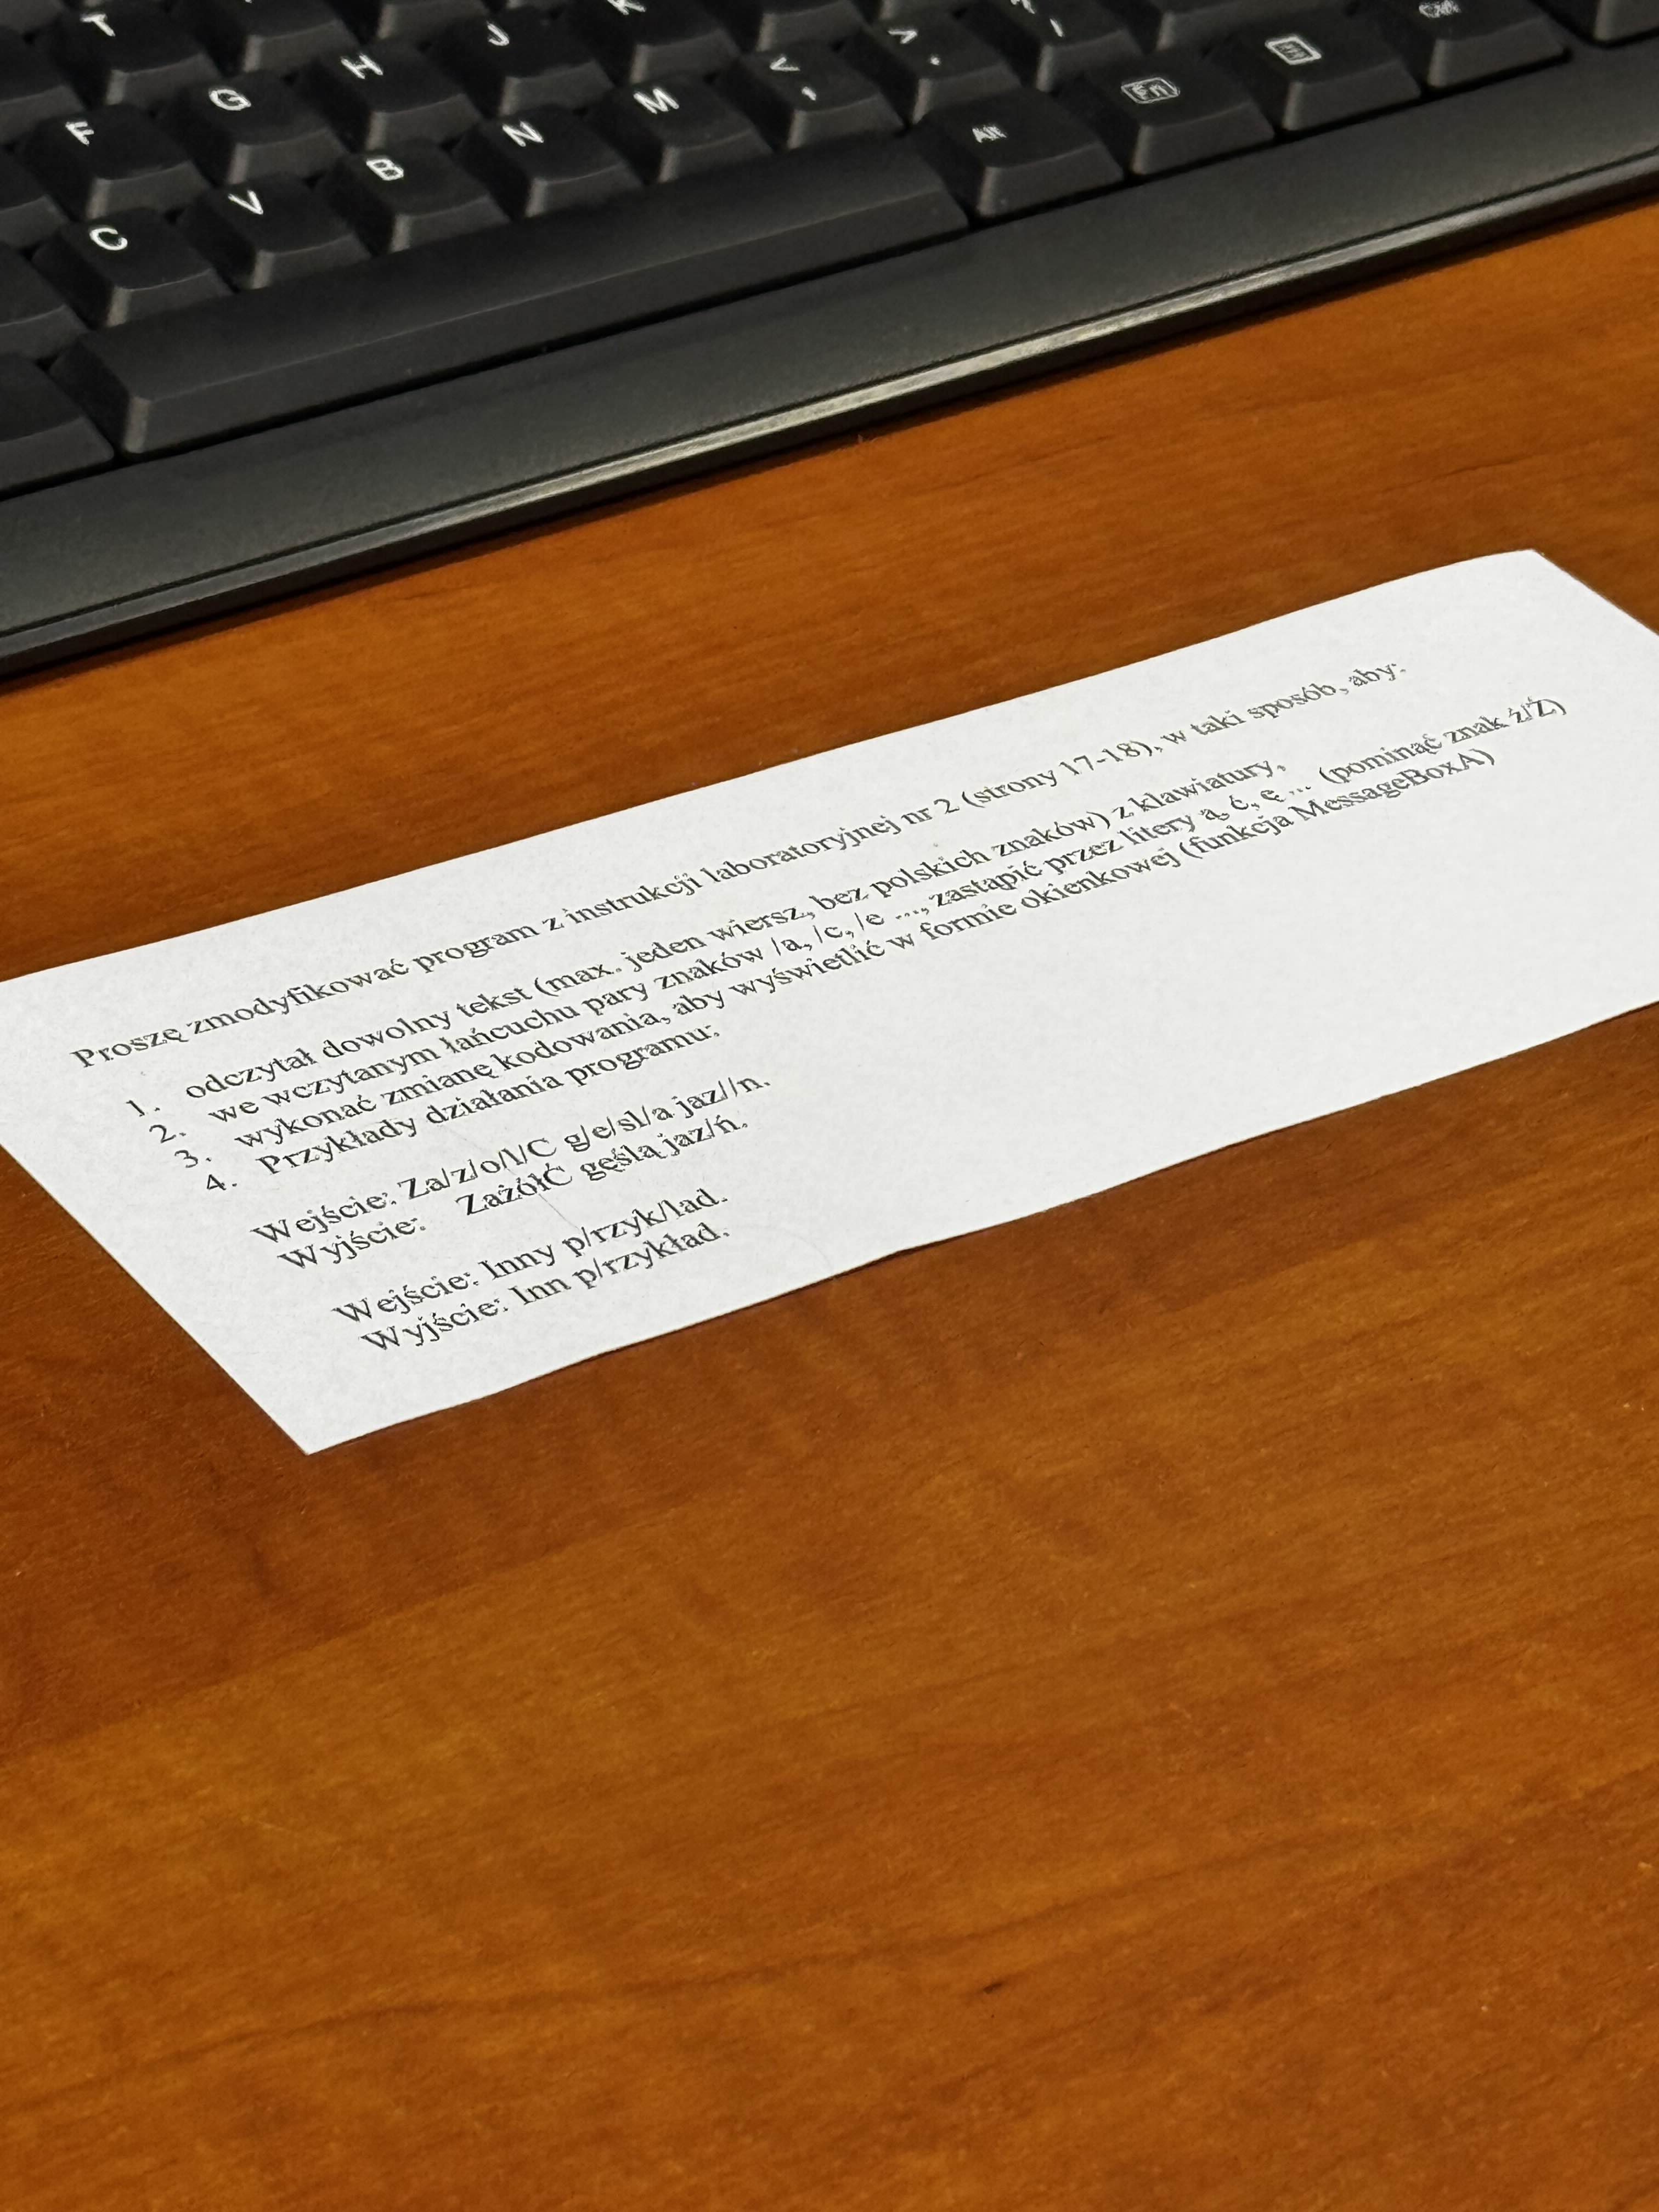 T
K
J
H
G
F
< ,
M
N
B
V
C
Alt
Fn
Ctrl
Proszę zmodyfikować program z instrukcji laboratoryjnej nr 2 (strony 17-18), w taki sposób, aby:
1. odczytał dowolny tekst (max. jeden wiersz, bez polskich znaków) z klawiatury,
2. we wczytanym łańcuchu pary znaków /a, /c, /e ..., zastąpić przez litery ą, ć, ę ... (pominąć znak ź/Ź)
3. wykonać zmianę kodowania, aby wyświetlić w formie okienkowej (funkcja MessageBoxA)
4. Przykłady działania programu:
Wejście: Za/z/o/l/C g/e/sl/a jaz//n.
Wyjście: ZażółĆ gęślą jaz/ń.
Wejście: Inny p/rzyk/lad.
Wyjście: Inn p/rzykład.